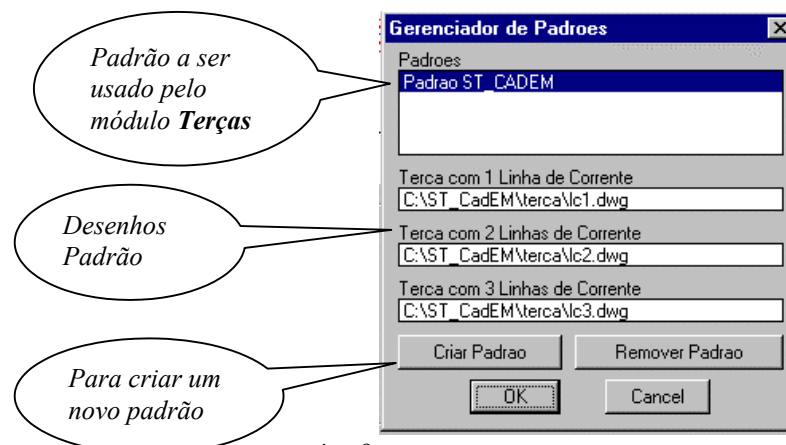 Padrão a ser
usado pelo
módulo Terças
Desenhos
Padrão
Para criar um
novo padrão
Gerenciador de Padroes
Padroes
Padrao ST_CADEM
Terca com 1 Linha de Corrente
C:\ST_CadEM\terca\lc1.dwg
Terca com 2 Linhas de Corrente
C:\ST_CadEM\terca\lc2.dwg
Terca com 3 Linhas de Corrente
C:\ST_CadEM\terca\lc3.dwg
Criar Padrao Remover Padrao
OK Cancel